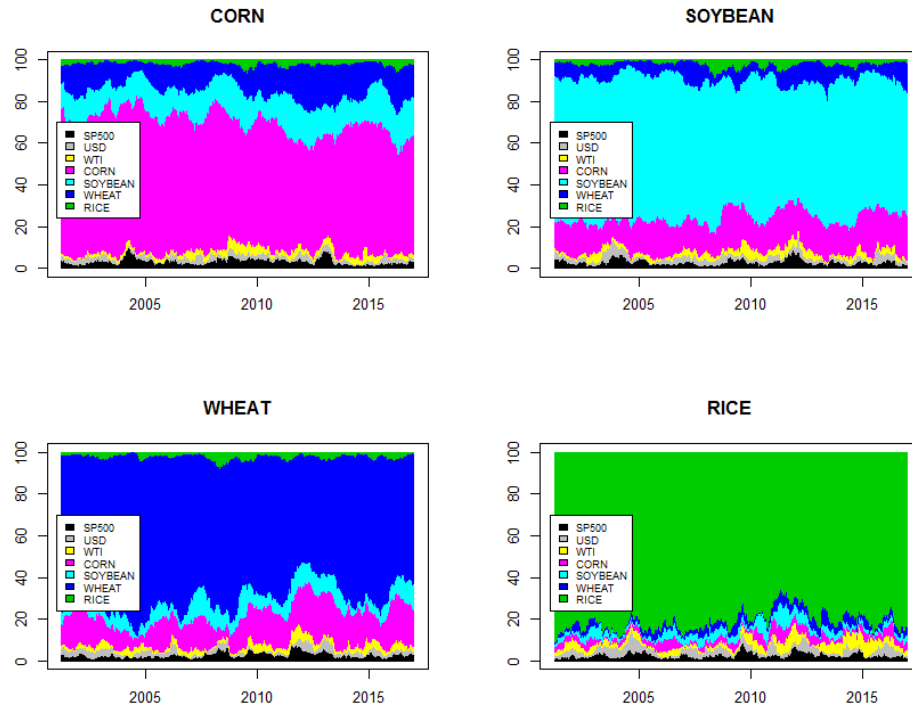 CORN
100
80
60
40
20
0
SP500
USD
WTI
CORN
SOYBEAN
WHEAT
RICE
2005 2010 2015
SOYBEAN
100
80
60
40
20
0
SP500
USD
WTI
CORN
SOYBEAN
WHEAT
RICE
2005 2010 2015
WHEAT
100
80
60
40
20
0
SP500
USD
WTI
CORN
SOYBEAN
WHEAT
RICE
2005 2010 2015
RICE
100
80
60
40
20
0
SP500
USD
WTI
CORN
SOYBEAN
WHEAT
RICE
2005 2010 2015